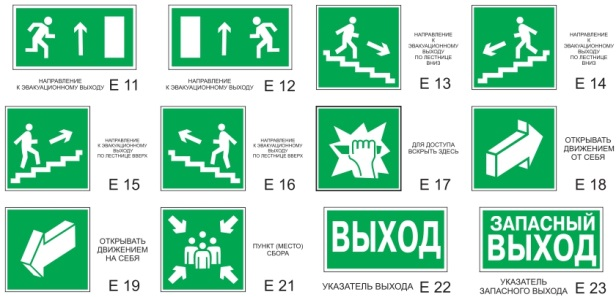 НАПРАВЛЕНИЕ
К ЭВАКУАЦИОННОМУ ВЫХОДУ
E 11
НАПРАВЛЕНИЕ
К ЭВАКУАЦИОННОМУ ВЫХОДУ
E 12
НАПРАВЛЕНИЕ
К
ЭВАКУАЦИОННОМУ
ВЫХОДУ
ПО ЛЕСТНИЦЕ
ВНИЗ
E 13
НАПРАВЛЕНИЕ
К
ЭВАКУАЦИОННОМУ
ВЫХОДУ
ПО ЛЕСТНИЦЕ
ВНИЗ
E 14
НАПРАВЛЕНИЕ
К ЭВАКУАЦИОННОМУ
ВЫХОДУ
ПО ЛЕСТНИЦЕ ВВЕРХ
E 15
НАПРАВЛЕНИЕ
К ЭВАКУАЦИОННОМУ
ВЫХОДУ
ПО ЛЕСТНИЦЕ ВВЕРХ
E 16
ДЛЯ ДОСТУПА
ВСКРЫТЬ ЗДЕСЬ
E 17
ОТКРЫВАТЬ
ДВИЖЕНИЕМ
ОТ СЕБЯ
E 18
ОТКРЫВАТЬ
ДВИЖЕНИЕМ
НА СЕБЯ
E 19
ПУНКТ (МЕСТО)
СБОРА
E 21
ВЫХОД
УКАЗАТЕЛЬ ВЫХОДА E 22
ЗАПАСНЫЙ
ВЫХОД
УКАЗАТЕЛЬ
ЗАПАСНОГО ВЫХОДА E 23